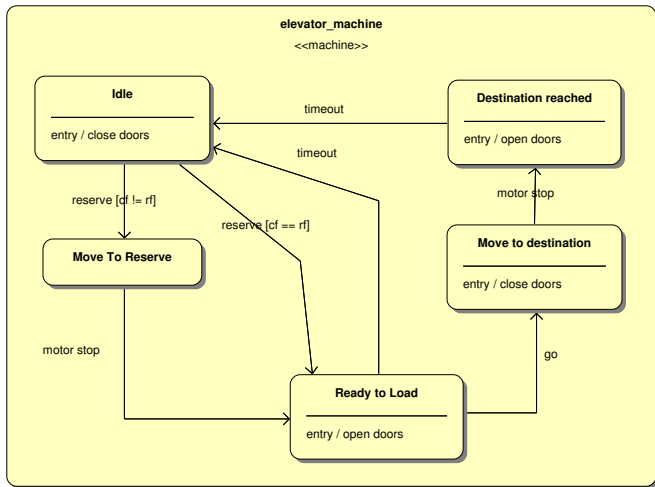 elevator_machine
<<machine>>
Idle
entry / close doors
timeout
Destination reached
entry / open doors
timeout
reserve [cf != rf]
reserve [cf == rf]
motor stop
Move To Reserve
Move to destination
entry / close doors
motor stop
go
Ready to Load
entry / open doors